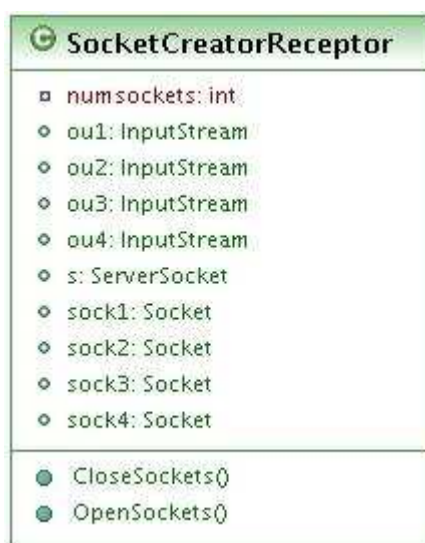 SocketCreatorReceptor
numsockets: int
ou1: InputStream
ou2: InputStream
ou3: InputStream
ou4: InputStream
s: ServerSocket
sock1: Socket
sock2: Socket
sock3: Socket
sock4: Socket
CloseSockets()
OpenSockets()